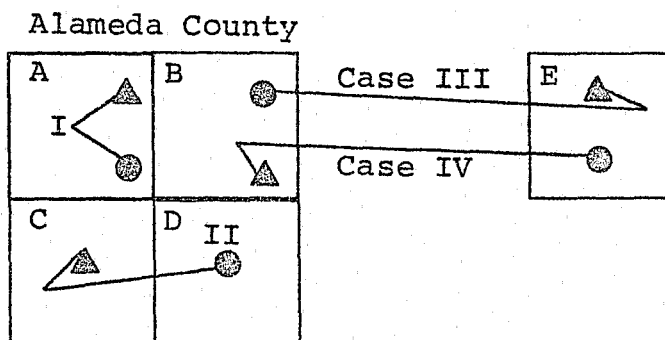 Alameda County
A B Case III E
I
Case IV
C D II